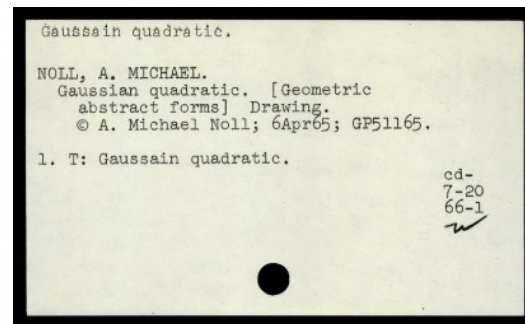 Gaussain quadratic.
NOLL, A. MICHAEL.
Gaussian quadratic. [Geometric
abstract forms] Drawing.
© A. Michael Noll; 6Apr65; GP51165.
1. T: Gaussain quadratic.
cd-
7-20
66-1